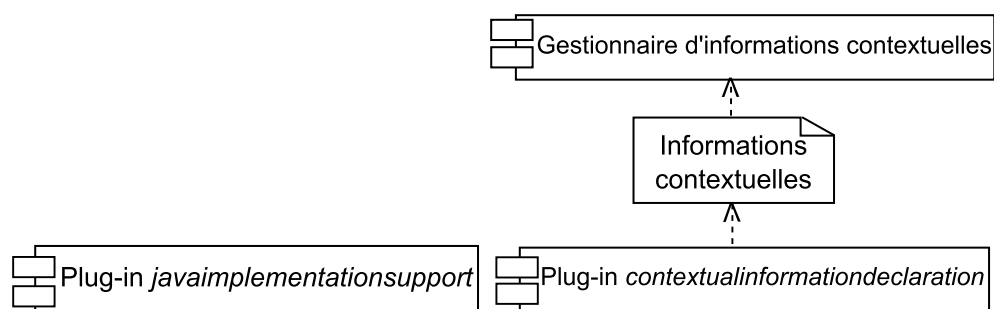 Gestionnaire d'informations contextuelles
Informations
contextuelles
Plug-in javaimplementationsupport
Plug-in contextualinformationdeclaration